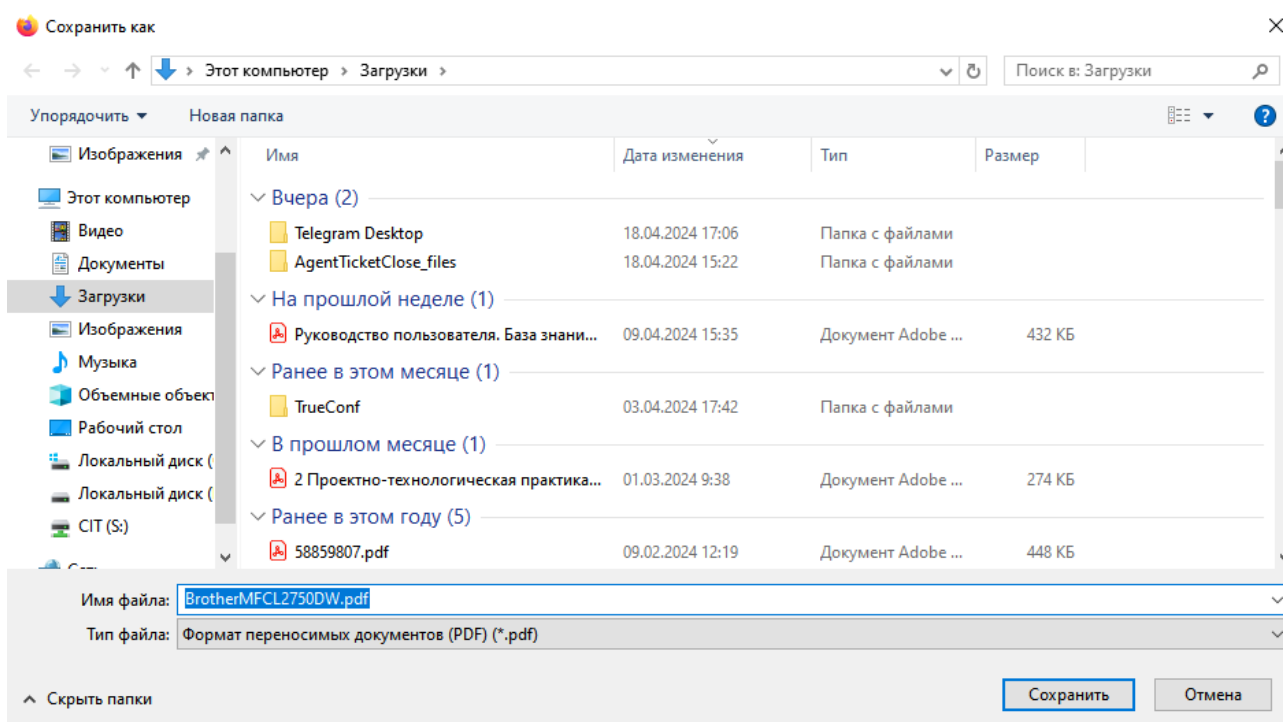 Сохранить как
Этот компьютер › Загрузки ›
Поиск в: Загрузки
Упорядочить
Новая папка
Изображения
Этот компьютер
Видео
Документы
Загрузки
Изображения
Музыка
Объемные объект
Рабочий стол
Локальный диск (
Локальный диск (
CIT (S:)
Имя Дата изменения Тип Размер
Вчера (2)
Telegram Desktop 18.04.2024 17:06 Папка с файлами
AgentTicketClose_files 18.04.2024 15:22 Папка с файлами
На прошлой неделе (1)
Руководство пользователя. База знани... 09.04.2024 15:35 Документ Adobe ... 432 КБ
Ранее в этом месяце (1)
TrueConf 03.04.2024 17:42 Папка с файлами
В прошлом месяце (1)
2 Проектно-технологическая практика... 01.03.2024 9:38 Документ Adobe ... 274 КБ
Ранее в этом году (5)
58859807.pdf 09.02.2024 12:19 Документ Adobe ... 448 КБ
Имя файла: BrotherMFCL2750DW.pdf
Тип файла: Формат переносимых документов (PDF) (*.pdf)
Скрыть папки
Сохранить
Отмена